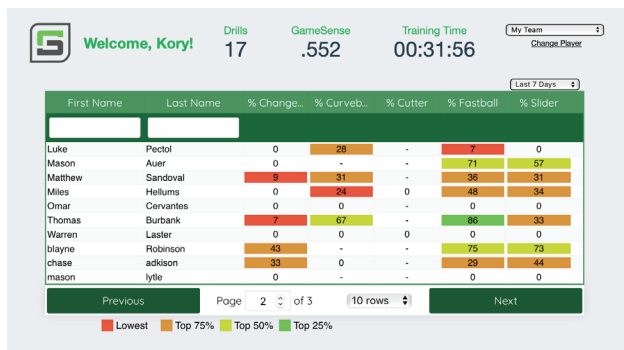 Welcome, Kory!
Drills
17
GameSense
.552
Training Time
00:31:56
My Team
Change Player
Last 7 Days
First Name Last Name % Change... % Curveb... % Cutter % Fastball % Slider
Luke Pectol 0 28 - 7 0
Mason Auer 0 - - 71 57
Matthew Sandoval 9 31 - 36 31
Miles Hellums 0 24 0 48 34
Omar Cervantes 0 0 - 0 0
Thomas Burbank 7 67 - 86 33
Warren Laster 0 0 0 0 0
blayne Robinson 43 - - 75 73
chase adkison 33 0 - 29 44
mason lytle 0 - - 0 0
Previous Page 2 of 3 10 rows Next
Lowest Top 75% Top 50% Top 25%